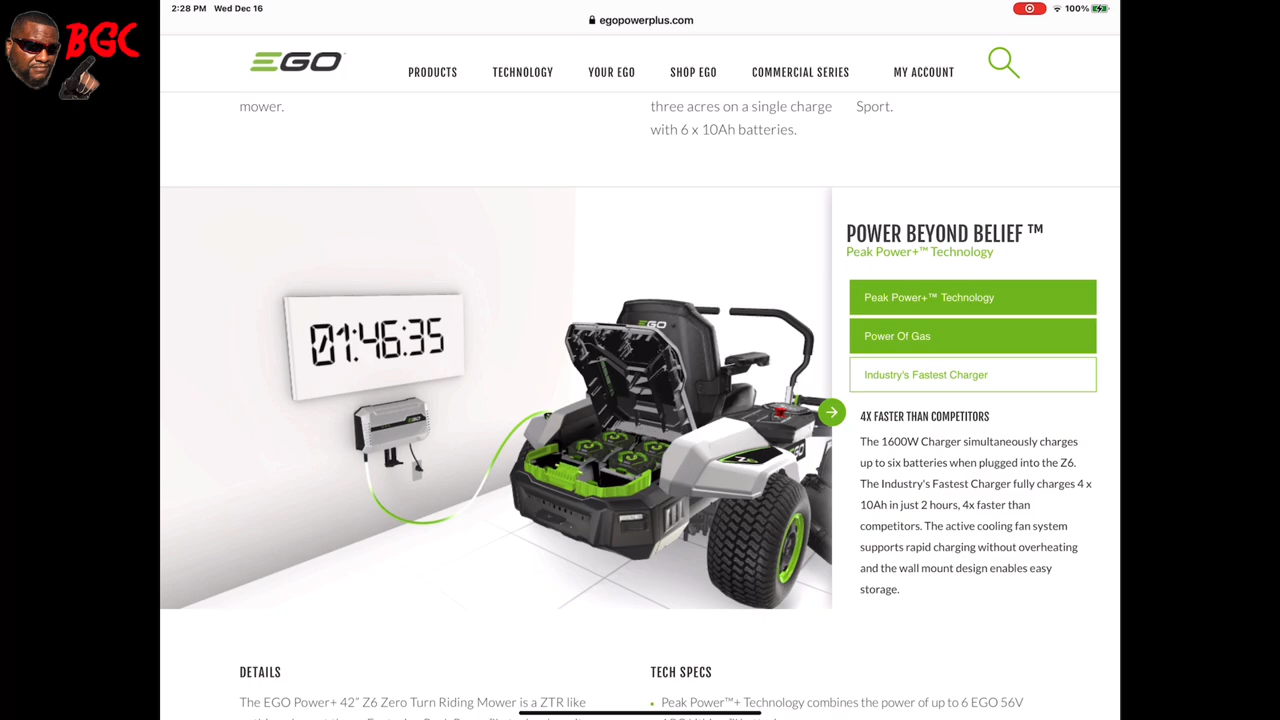 BGC
2:28 PM Wed Dec 16
100%
egopowerplus.com
EGO
PRODUCTS
TECHNOLOGY
YOUR EGO
SHOP EGO
COMMERCIAL SERIES
MY ACCOUNT
mower.
three acres on a single charge
with 6 x 10Ah batteries.
Sport.
01:46:35
EGO
Z6
EGO
POWER BEYOND BELIEF ™
Peak Power+™ Technology
Peak Power+™ Technology
Power Of Gas
Industry's Fastest Charger
4X FASTER THAN COMPETITORS
The 1600W Charger simultaneously charges
up to six batteries when plugged into the Z6.
The Industry's Fastest Charger fully charges 4 x
10Ah in just 2 hours, 4x faster than
competitors. The active cooling fan system
supports rapid charging without overheating
and the wall mount design enables easy
storage.
DETAILS
The EGO Power+ 42” Z6 Zero Turn Riding Mower is a ZTR like
TECH SPECS
Peak Power™+ Technology combines the power of up to 6 EGO 56V